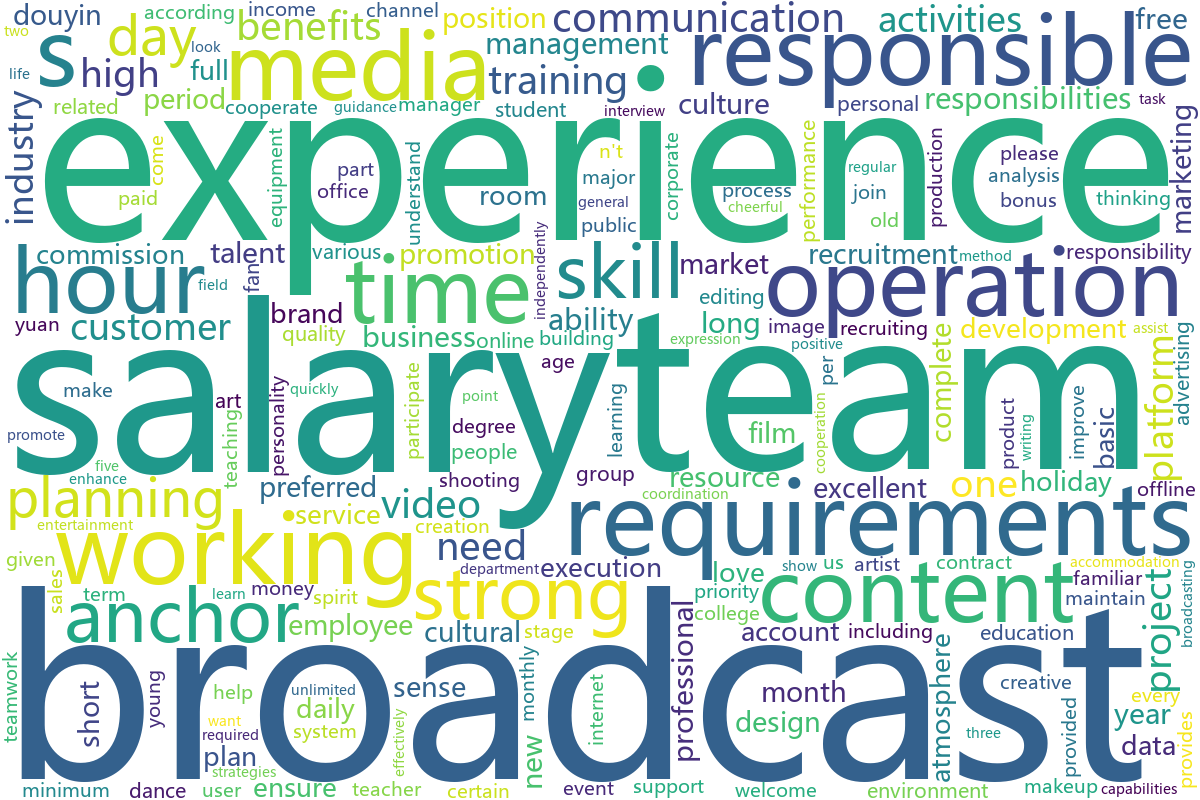 douyin
according
income
channel
position
communication
activities
free
two
s
day
look
benefits
media
management
responsible
life
high
full
training
related
period
cooperate
guidance
manager
student
interview
culture
personal
responsibilities
task
industry
experience
marketing
come
paid
equipment
part
office
understand
room
n't
major
general
public
corporate
process
cheerful
performance
regular
join
old
production
please
analysis
bonus
thinking
hour
commission
talent
various
promotion
independently
skill
market
recruitment
method
responsibility
field
fan
time
editing
operation
yuan
customer
brand
quality
business
online
ability
building
long
expression
image
recruiting
positive
development
assist
advertising
salary
team
age
per
complete
platform
make
art
personality
quickly
participate
point
learning
promote
degree
people
film
cooperation
product
writing
improve
basic
five
enhance
teaching
shooting
group
resource
coordination
planning
preferred
video
excellent
one
holiday
offline
entertainment
service
creation
requirements
given
working
need
department
execution
love
show
us
artist
contract
accommodation
sales
term
learn
money
spirit
strong
priority
content
familiar
maintain
project
broadcasting
anchor
employee
cultural
stage
college
professional
account
including
education
teamwork
broadcast
short
young
help
unlimited
want
daily
system
required
sense
monthly
internet
month
design
atmosphere
creative
every
provided
year
three
data
provides
plan
strategies
effectively
new
minimum
dance
user
ensure
teacher
certain
event
support
welcome
environment
makeup
capabilities